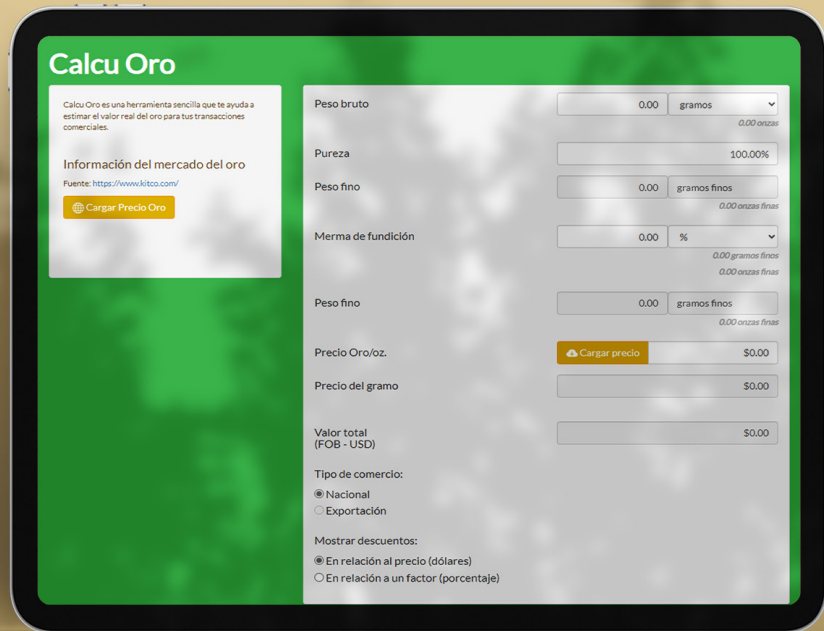 Calcu Oro
Calcu Oro es una herramienta sencilla que te ayuda a
estimar el valor real del oro para tus transacciones
comerciales.
Información del mercado del oro
Fuente: https://www.kitco.com/
Cargar Precio Oro
Peso bruto 0.00 gramos
0.00 onzas
Pureza 100.00%
Peso fino 0.00 gramos finos
0.00 onzas finas
Merma de fundición 0.00 %
0.00 gramos finos
0.00 onzas finas
Peso fino 0.00 gramos finos
0.00 onzas finas
Precio Oro/oz. Cargar precio $0.00
Precio del gramo $0.00
Valor total $0.00
(FOB - USD)
Tipo de comercio:
Nacional
Exportación
Mostrar descuentos:
En relación al precio (dólares)
En relación a un factor (porcentaje)